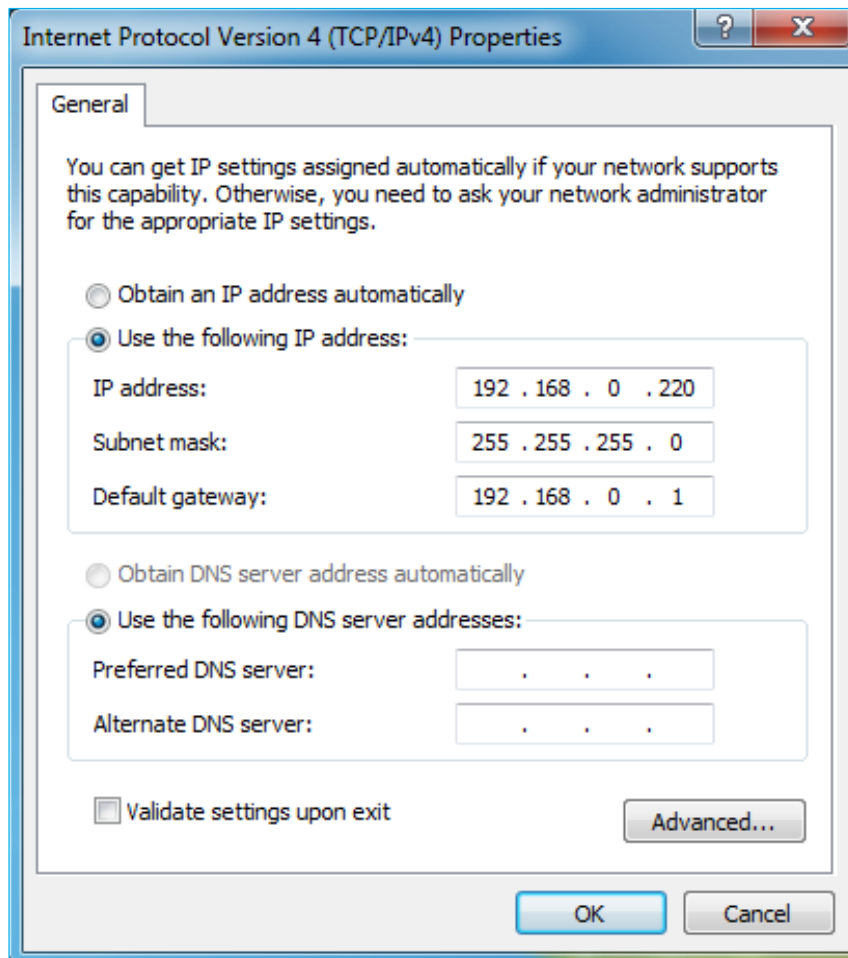 Internet Protocol Version 4 (TCP/IPv4) Properties
?
X
General
You can get IP settings assigned automatically if your network supports
this capability. Otherwise, you need to ask your network administrator
for the appropriate IP settings.
Obtain an IP address automatically
Use the following IP address:
IP address: 192 . 168 . 0 . 220
Subnet mask: 255 . 255 . 255 . 0
Default gateway: 192 . 168 . 0 . 1
Obtain DNS server address automatically
Use the following DNS server addresses:
Preferred DNS server: . . .
Alternate DNS server: . . .
Validate settings upon exit
Advanced...
OK Cancel